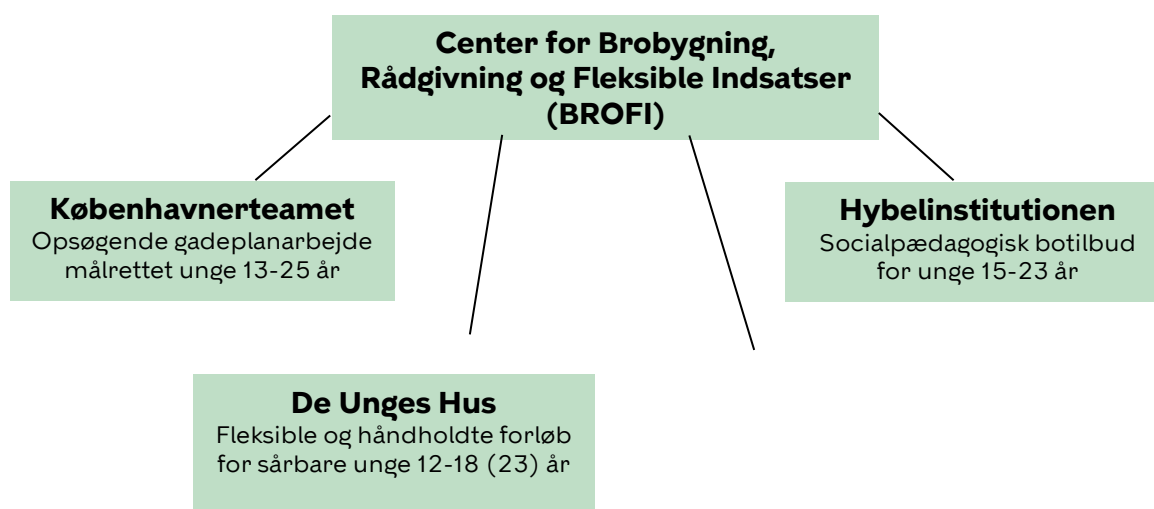 Center for Brobygning,
Rådgivning og Fleksible Indsatser
(BROFI)
Københavnerteamet
Opsøgende gadeplanarbejde
målrettet unge 13-25 år
Hybelinstitutionen
Socialpædagogisk botilbud
for unge 15-23 år
De Unges Hus
Fleksible og håndholdte forløb
for sårbare unge 12-18 (23) år